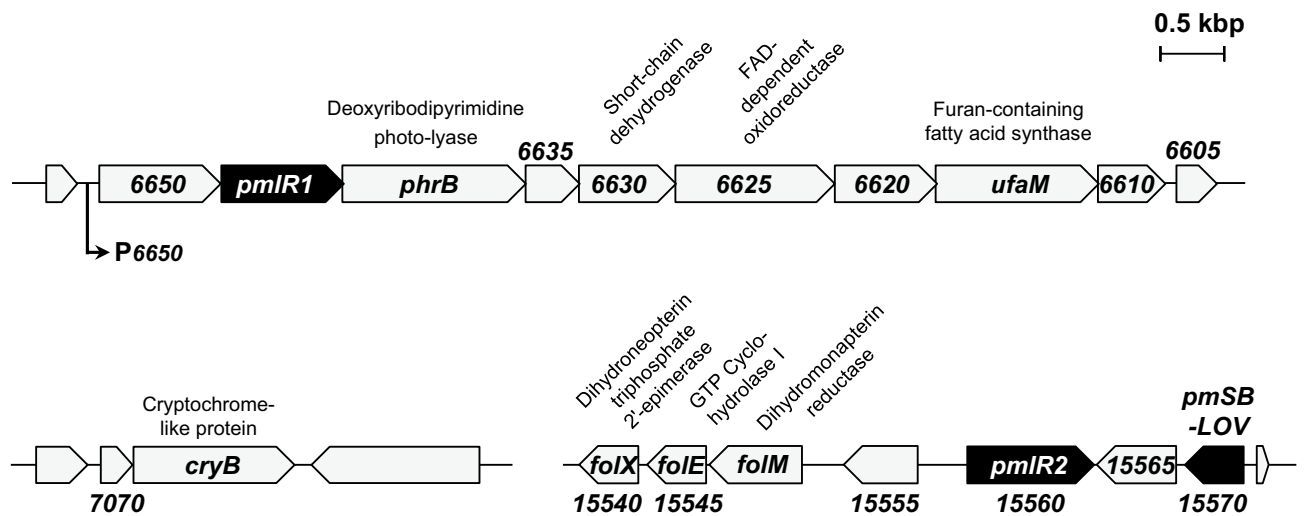 0.5 kbp
Short-chain
dehydrogenase
FAD-
dependent
oxidoreductase
Deoxyribodipyrimidine
photo-lyase
Furan-containing
fatty acid synthase
6635
6605
6650
pmlR1
phrB
6630
6625
6620
ufaM
6610
P6650
Dihydroneopterin
triphosphate
2'-epimerase
GTP Cyclo-
hydrolase I
Dihydromonapterin
reductase
Cryptochrome-
like protein
pmSB
-LOV
cryB
folX
folE
folM
pmlR2
15565
7070
15540
15545
15555
15560
15570